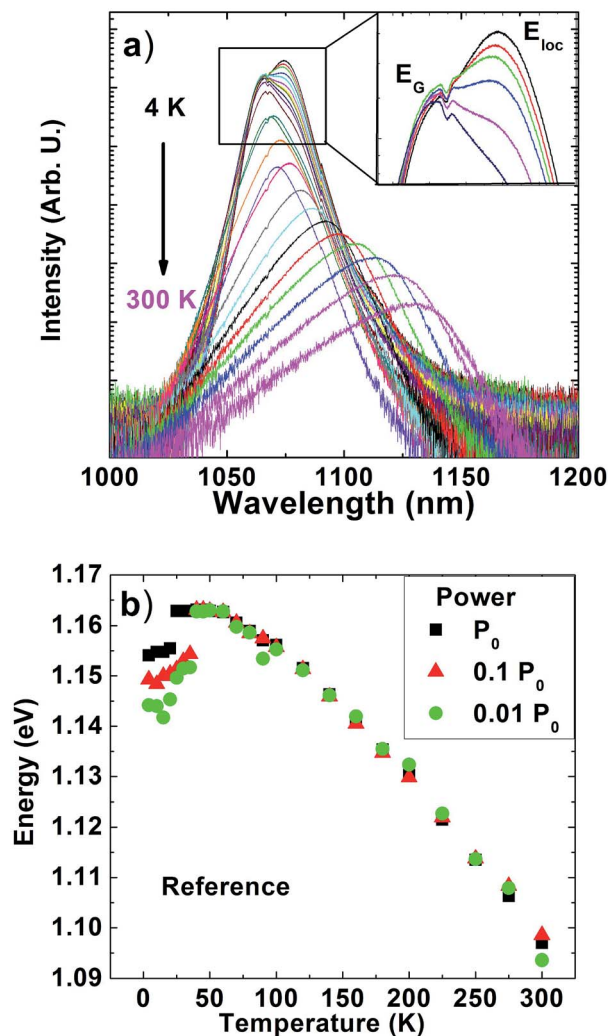 a)
E_loc
E_G
4 K
300 K
Intensity (Arb. U.)
1000 1050 1100 1150 1200
Wavelength (nm)
b)
Power
P_0
0.1 P_0
0.01 P_0
1.17
1.16
1.15
1.14
1.13
1.12
1.11
1.10
1.09
Energy (eV)
Reference
0 50 100 150 200 250 300
Temperature (K)